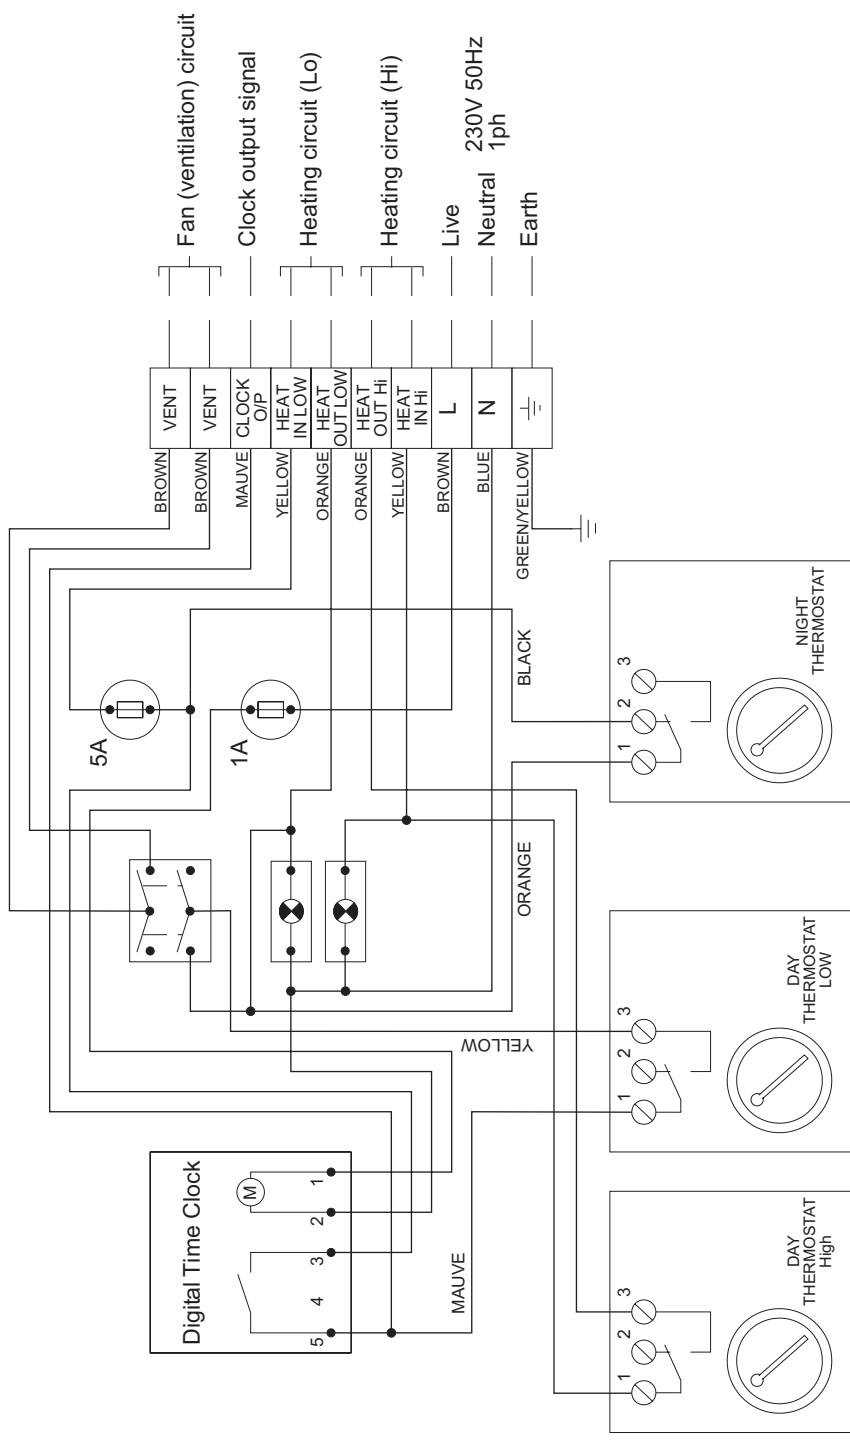 Digital Time Clock
M
5
4
3
2
1
MAUVE
YELLOW
5A
1A
ORANGE
BLACK
BROWN
BROWN
MAUVE
YELLOW
ORANGE
ORANGE
YELLOW
BROWN
BLUE
GREEN/YELLOW
VENT
VENT
CLOCK
O/P
HEAT
IN LOW
HEAT
OUT LOW
HEAT
OUT Hi
HEAT
IN Hi
L
N
Fan (ventilation) circuit
Clock output signal
Heating circuit (Lo)
Heating circuit (Hi)
Live
Neutral
230V 50Hz
1ph
Earth
1
2
3
DAY
THERMOSTAT
High
1
2
3
DAY
THERMOSTAT
LOW
1
2
3
NIGHT
THERMOSTAT